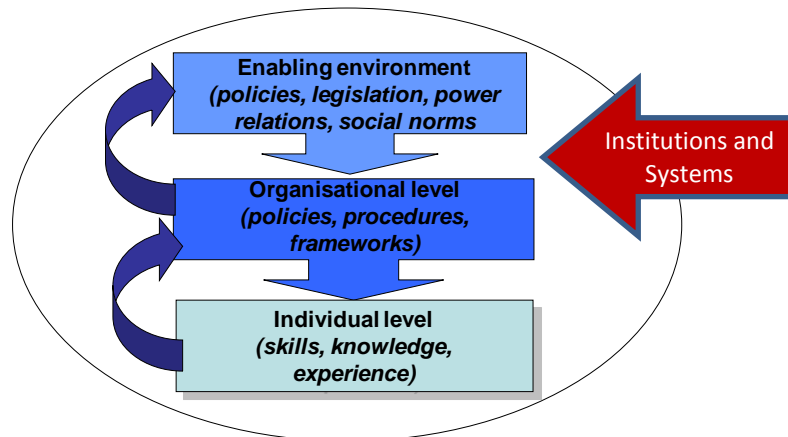 Enabling environment
(policies, legislation, power
relations, social norms
Institutions and
Systems
Organisational level
(policies, procedures,
frameworks)
Individual level
(skills, knowledge,
experience)